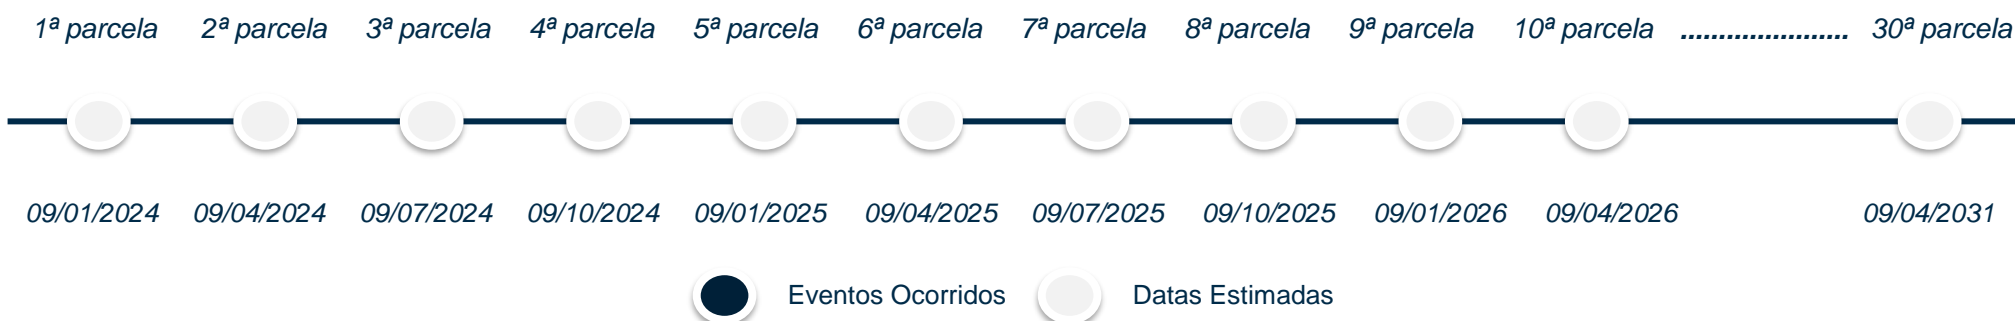 1ª parcela 2ª parcela 3ª parcela 4ª parcela 5ª parcela 6ª parcela 7ª parcela 8ª parcela 9ª parcela 10ª parcela ...................... 30ª parcela
09/01/2024 09/04/2024 09/07/2024 09/10/2024 09/01/2025 09/04/2025 09/07/2025 09/10/2025 09/01/2026 09/04/2026 09/04/2031
Eventos Ocorridos Datas Estimadas